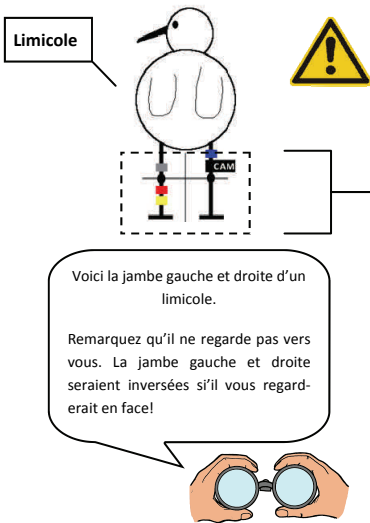 Limicole
CAM
Voici la jambe gauche et droite d'un
limicole.
Remarquez qu'il ne regarde pas vers
vous. La jambe gauche et droite
seraient inversées si'il vous regard-
erait en face!